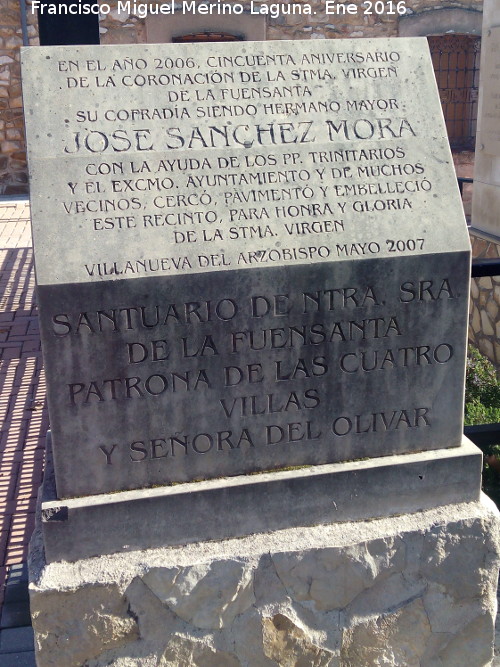 Francisco Miguel Merino Laguna, Ene 2016
EN EL AÑO 2006, CINCUENTA ANIVERSARIO
DE LA CORONACIÓN DE LA STMA. VIRGEN
DE LA FUENSANTA
SU COFRADÍA SIENDO HERMANO MAYOR
JOSÉ SÁNCHEZ MORA
CON LA AYUDA DE LOS PP. TRINITARIOS
Y EL EXCMO. AYUNTAMIENTO Y DE MUCHOS
VECINOS, CERCÓ, PAVIMENTÓ Y EMBELLECIÓ
ESTE RECINTO, PARA HONRA Y GLORIA
DE LA STMA. VIRGEN
VILLANUEVA DEL ARZOBISPO MAYO 2007
SANTUARIO DE NTRA. SRA.
DE LA FUENSANTA
PATRONA DE LAS CUATRO
VILLAS
Y SEÑORA DEL OLIVAR